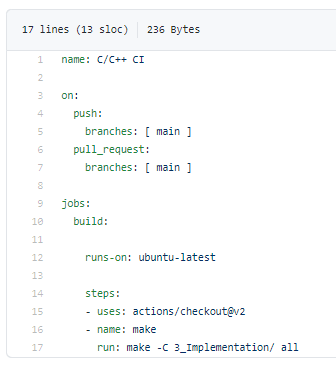 17 lines (13 sloc) 236 Bytes
1 name: C/C++ CI
2
3 on:
4   push:
5     branches: [ main ]
6   pull_request:
7     branches: [ main ]
8
9 jobs:
10   build:
11
12     runs-on: ubuntu-latest
13
14     steps:
15     - uses: actions/checkout@v2
16     - name: make
17       run: make -C 3_Implementation/ all